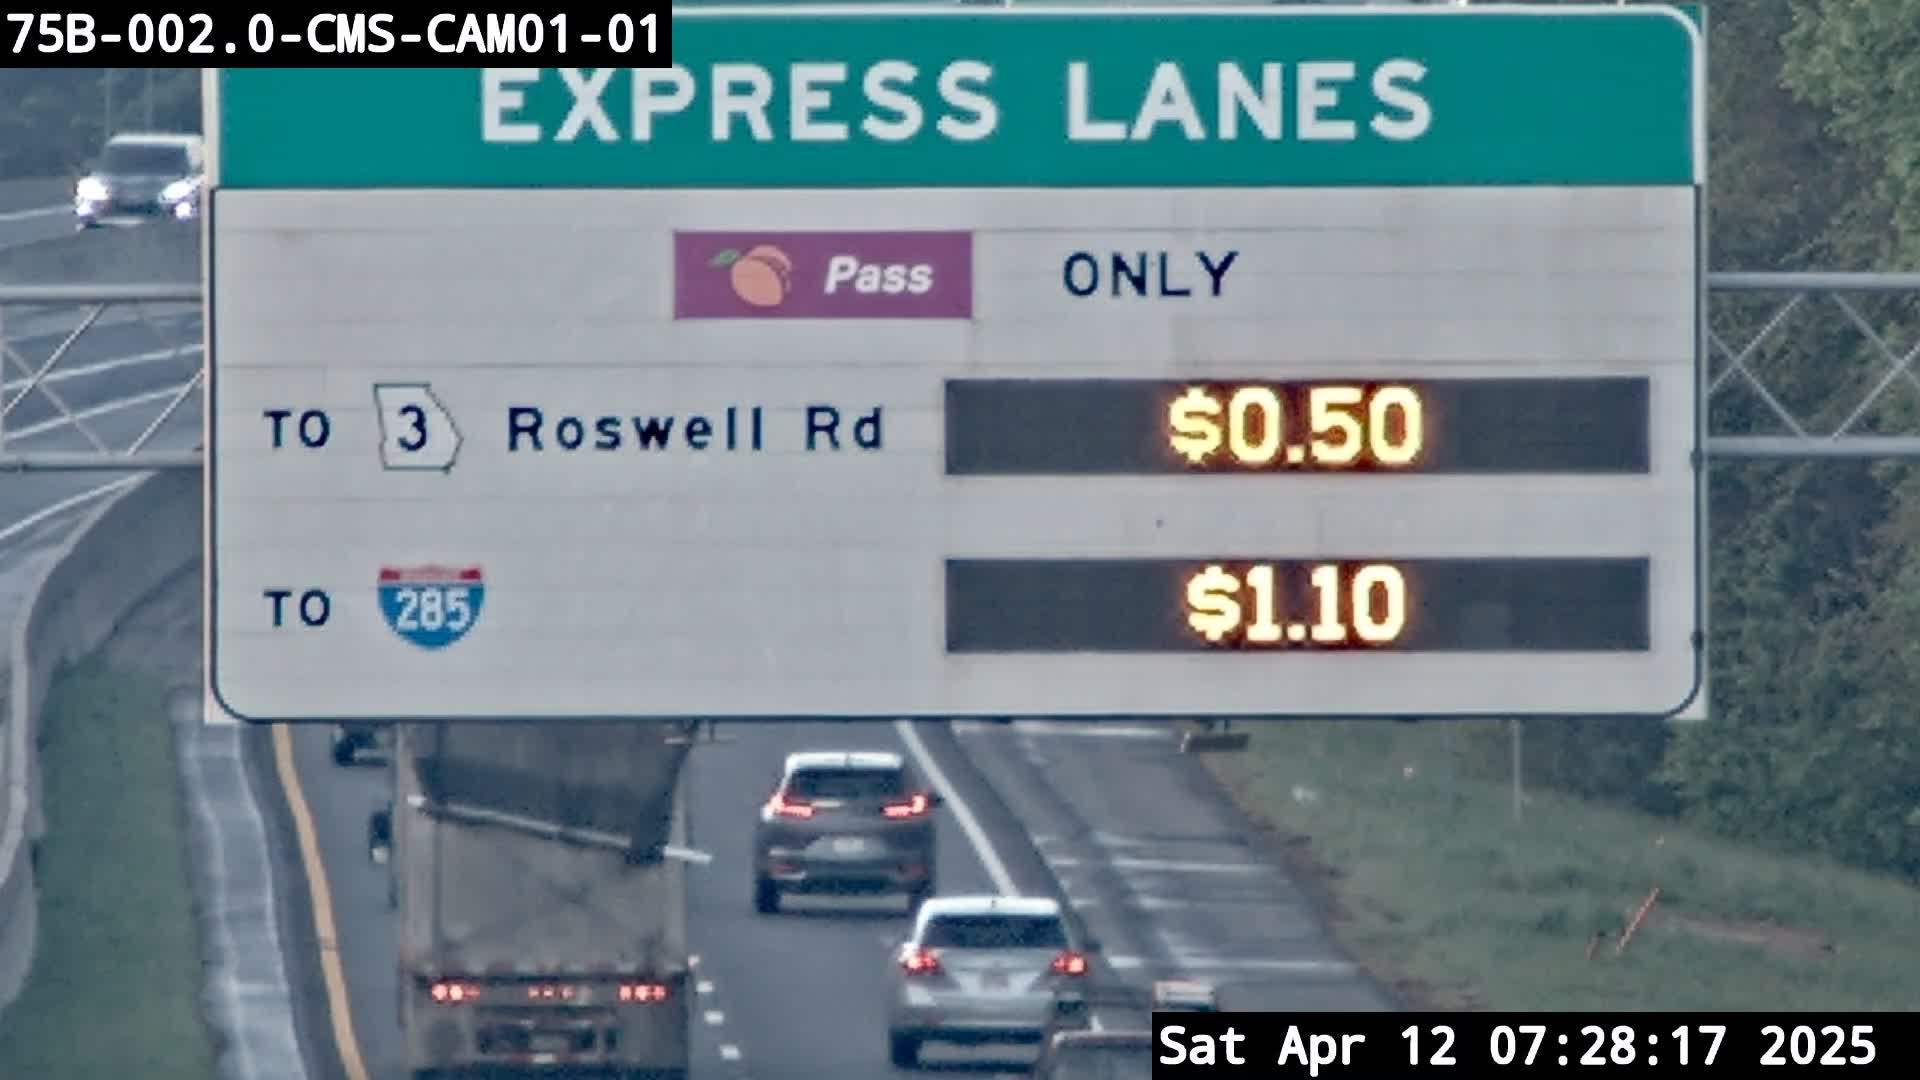 75B-002.0-CMS-CAM01-01
EXPRESS LANES
Pass ONLY
TO 3 Roswell Rd $0.50
TO 285 $1.10
Sat Apr 12 07:28:17 2025